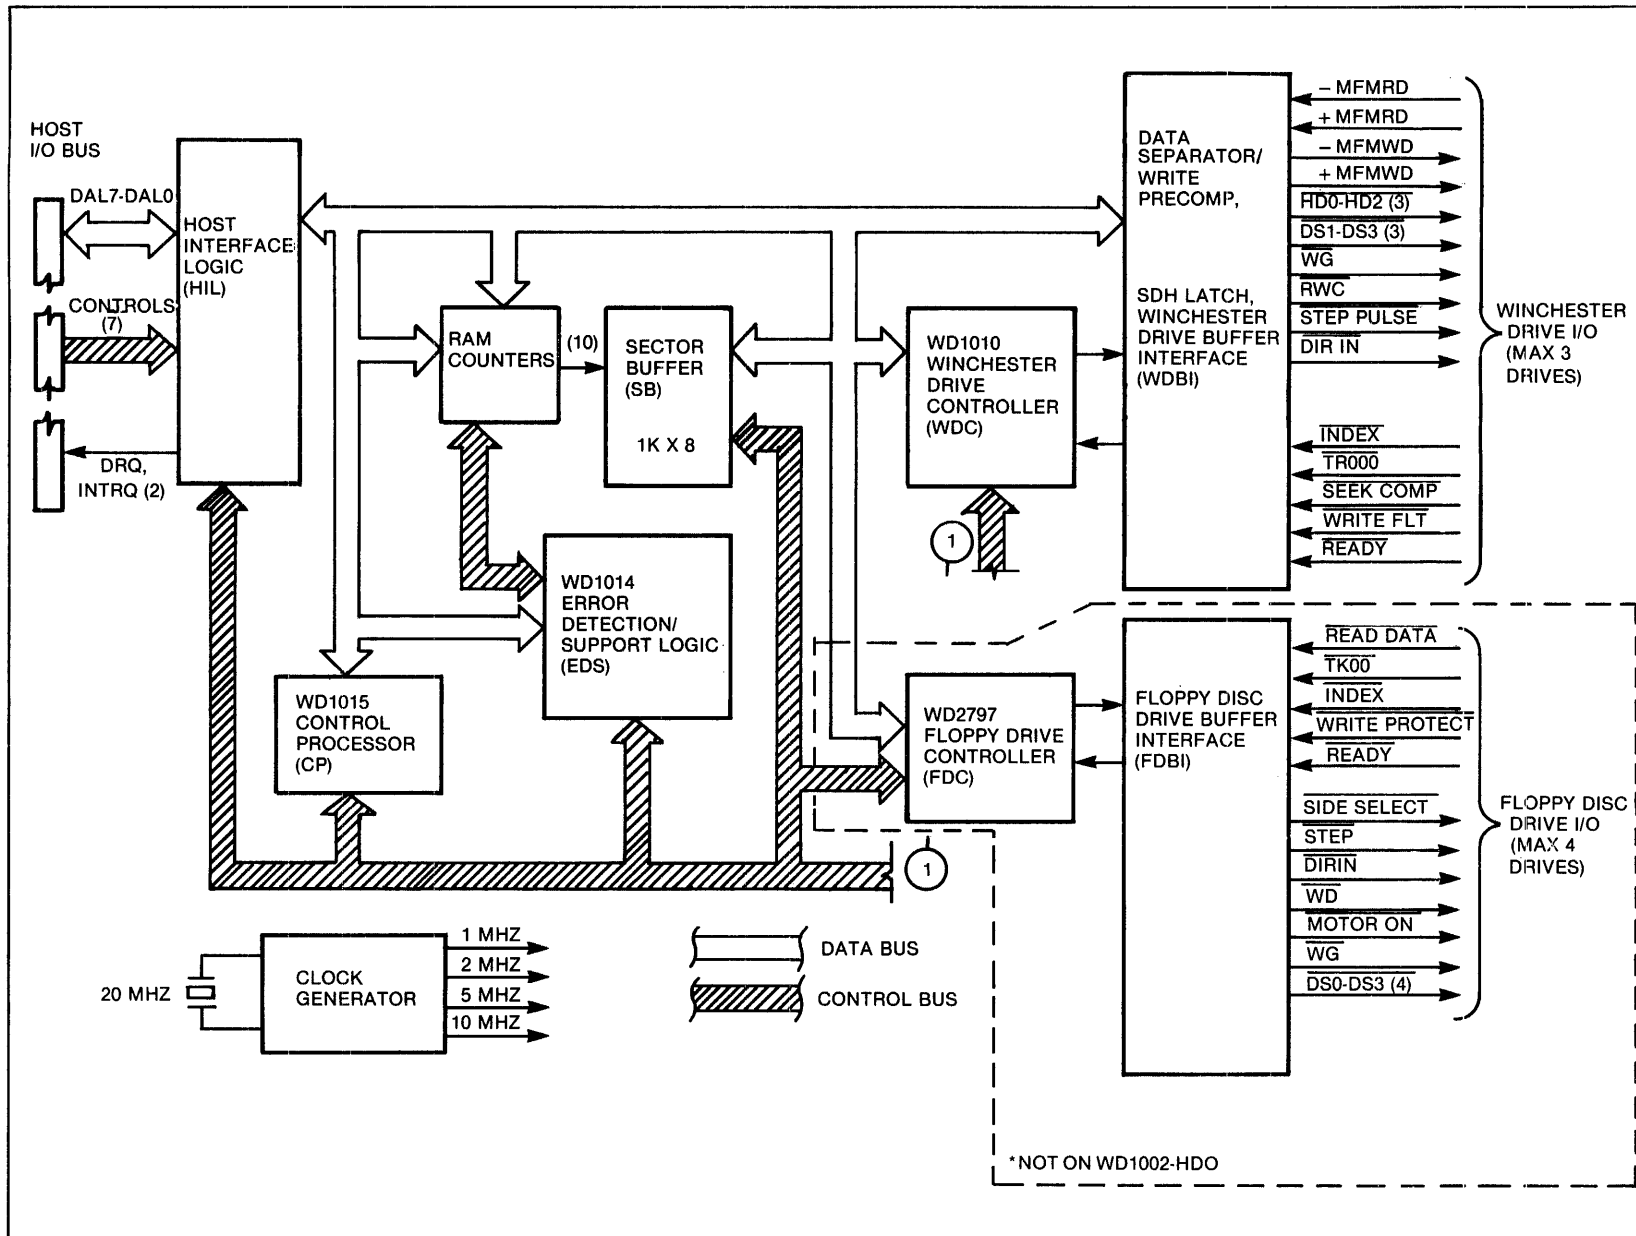 HOST
I/O BUS
DAL7-DAL0
CONTROLS
(7)
DRQ,
INTRQ (2)
HOST
INTERFACE
LOGIC
(HIL)
RAM
COUNTERS
(10)
SECTOR
BUFFER
(SB)
1K X 8
WD1010
WINCHESTER
DRIVE
CONTROLLER
(WDC)
1
DATA
SEPARATOR/
WRITE
PRECOMP,
SDH LATCH,
WINCHESTER
DRIVE BUFFER
INTERFACE
(WDBI)
– MFMRD
+ MFMRD
– MFMWD
+ MFMWD
HD0-HD2 (3)
DS1-DS3 (3)
WG
RWC
STEP PULSE
DIR IN
INDEX
TR000
SEEK COMP
WRITE FLT
READY
WINCHESTER
DRIVE I/O
(MAX 3
DRIVES)
WD1014
ERROR
DETECTION/
SUPPORT LOGIC
(EDS)
WD1015
CONTROL
PROCESSOR
(CP)
WD2797
FLOPPY DRIVE
CONTROLLER
(FDC)
1
FLOPPY DISC
DRIVE BUFFER
INTERFACE
(FDBI)
READ DATA
TK00
INDEX
WRITE PROTECT
READY
SIDE SELECT
STEP
DIRIN
WD
MOTOR ON
WG
DS0-DS3 (4)
FLOPPY DISC
DRIVE I/O
(MAX 4
DRIVES)
20 MHZ
CLOCK
GENERATOR
1 MHZ
2 MHZ
5 MHZ
10 MHZ
DATA BUS
CONTROL BUS
*NOT ON WD1002-HDO